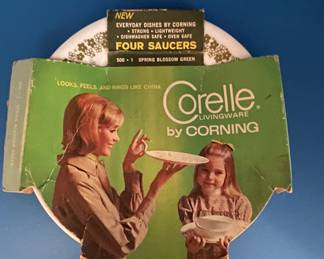 NEW
EVERYDAY DISHES BY CORNING
• STRONG • LIGHTWEIGHT
• DISHWASHER SAFE • OVEN SAFE
FOUR SAUCERS
508 • 1 SPRING BLOSSOM GREEN
LOOKS, FEELS AND RINGS LIKE CHINA
Corelle®
LIVINGWARE
by CORNING